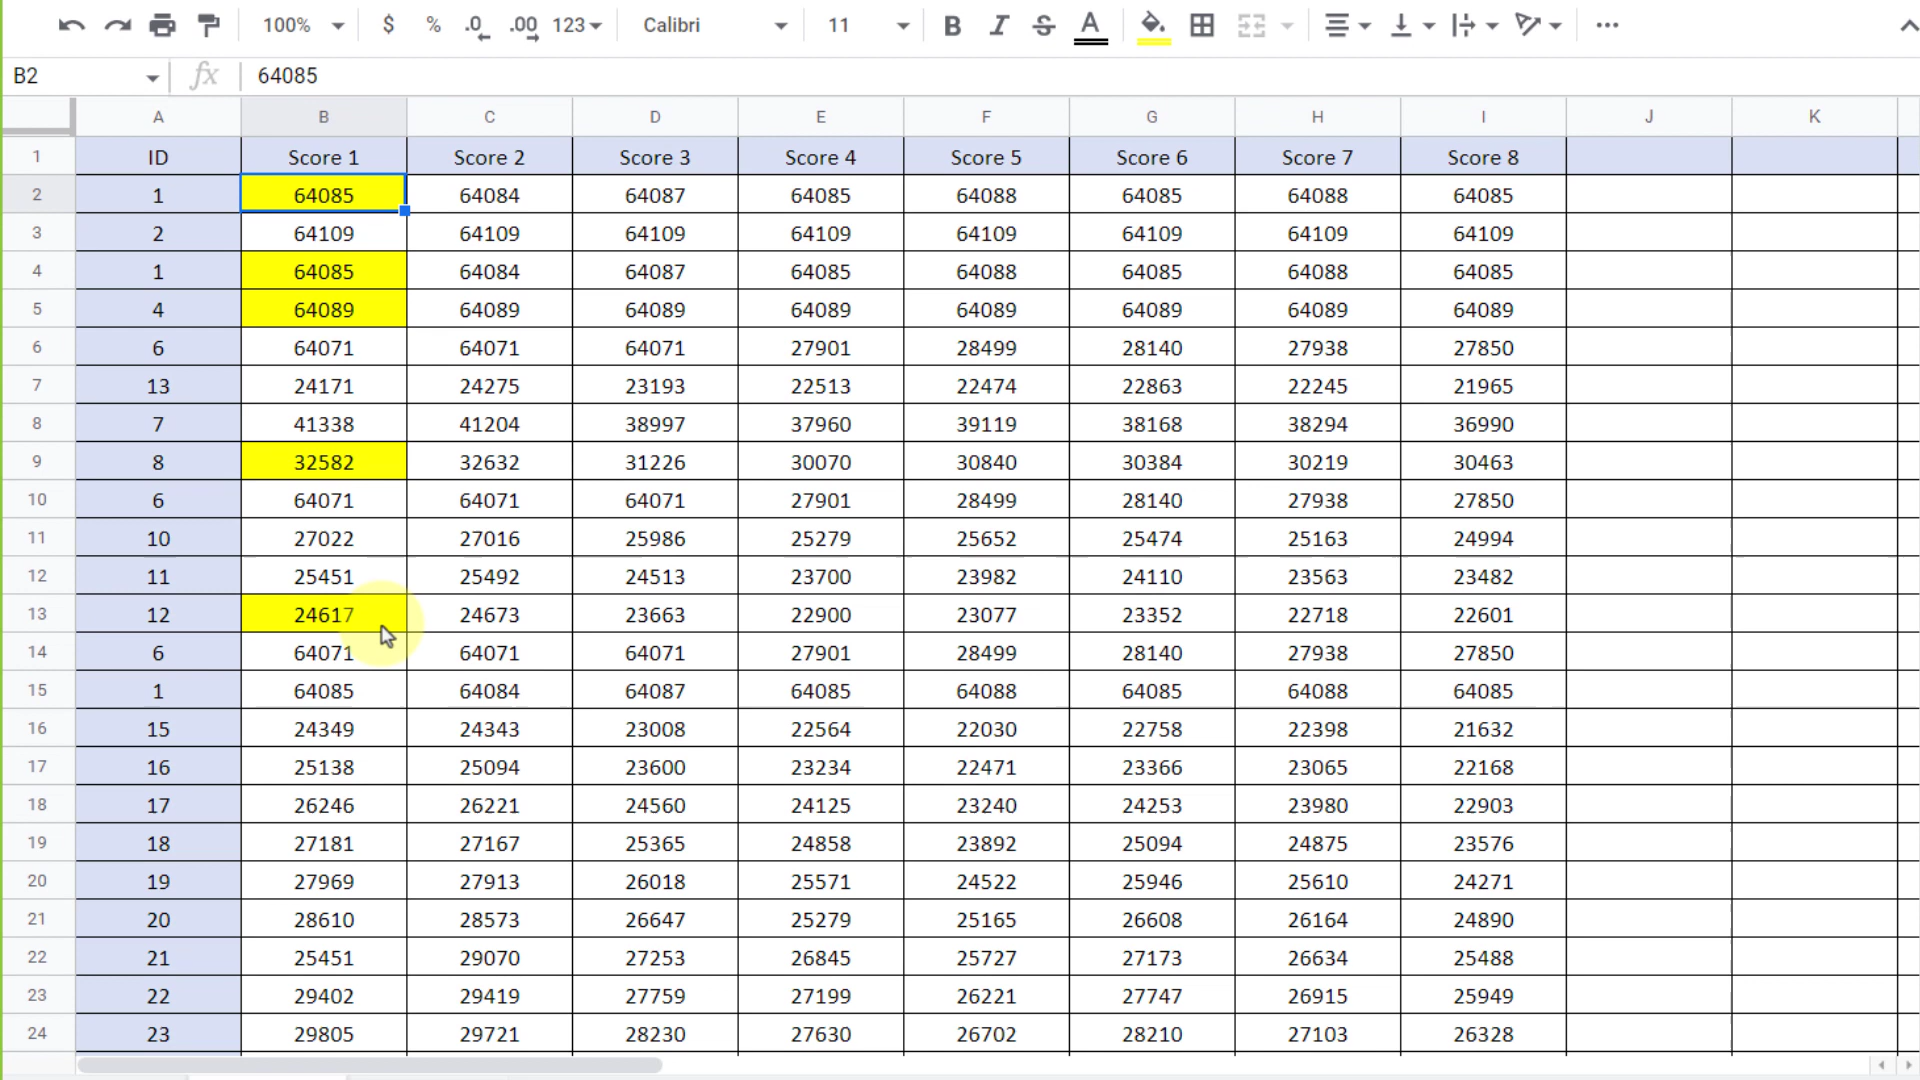 100% $ % .0 .00 123 Calibri 11 B I S A
B2 fx 64085
A B C D E F G H I J K
1 ID Score 1 Score 2 Score 3 Score 4 Score 5 Score 6 Score 7 Score 8
2 1 64085 64084 64087 64085 64088 64085 64088 64085
3 2 64109 64109 64109 64109 64109 64109 64109 64109
4 1 64085 64084 64087 64085 64088 64085 64088 64085
5 4 64089 64089 64089 64089 64089 64089 64089 64089
6 6 64071 64071 64071 27901 28499 28140 27938 27850
7 13 24171 24275 23193 22513 22474 22863 22245 21965
8 7 41338 41204 38997 37960 39119 38168 38294 36990
9 8 32582 32632 31226 30070 30840 30384 30219 30463
10 6 64071 64071 64071 27901 28499 28140 27938 27850
11 10 27022 27016 25986 25279 25652 25474 25163 24994
12 11 25451 25492 24513 23700 23982 24110 23563 23482
13 12 24617 24673 23663 22900 23077 23352 22718 22601
14 6 64071 64071 64071 27901 28499 28140 27938 27850
15 1 64085 64084 64087 64085 64088 64085 64088 64085
16 15 24349 24343 23008 22564 22030 22758 22398 21632
17 16 25138 25094 23600 23234 22471 23366 23065 22168
18 17 26246 26221 24560 24125 23240 24253 23980 22903
19 18 27181 27167 25365 24858 23892 25094 24875 23576
20 19 27969 27913 26018 25571 24522 25946 25610 24271
21 20 28610 28573 26647 25279 25165 26608 26164 24890
22 21 25451 29070 27253 26845 25727 27173 26634 25488
23 22 29402 29419 27759 27199 26221 27747 26915 25949
24 23 29805 29721 28230 27630 26702 28210 27103 26328